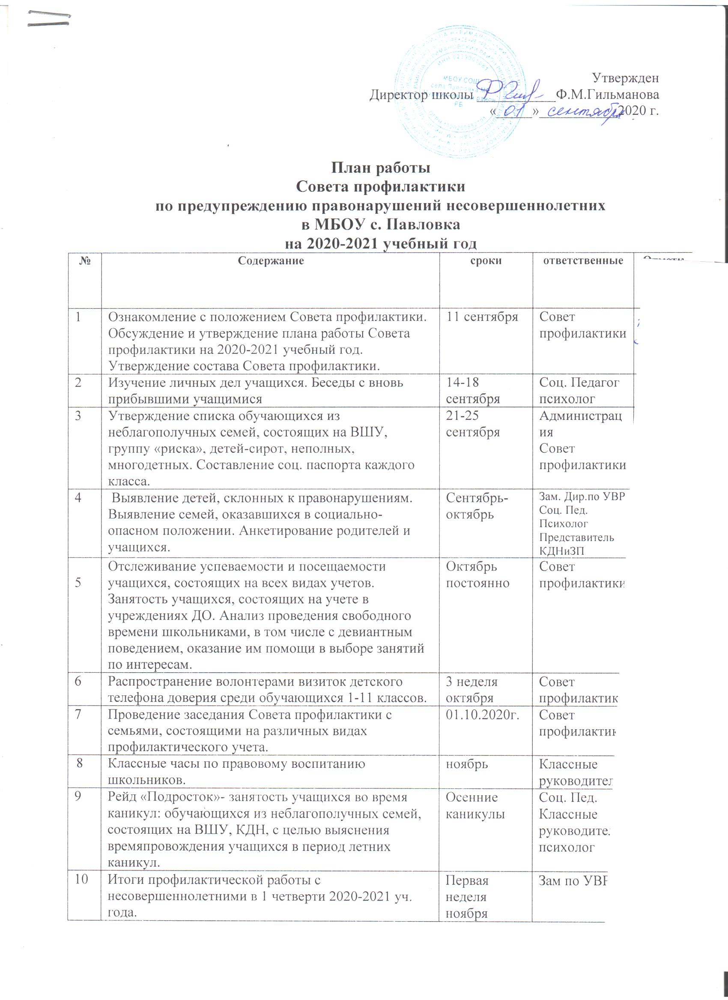 Утвержден
Директор школы ____________Ф.М.Гильманова
«01» сентября 2020 г.
МБОУ СОШ
села Павловка МР
район
РБ
План работы
Совета профилактики
по предупреждению правонарушений несовершеннолетних
в МБОУ с. Павловка
на 2020-2021 учебный год
№ Содержание сроки ответственные
1 Ознакомление с положением Совета профилактики. 11 сентября Совет
Обсуждение и утверждение плана работы Совета профилактики
профилактики на 2020-2021 учебный год.
Утверждение состава Совета профилактики.
2 Изучение личных дел учащихся. Беседы с вновь 14-18 Соц. Педагог
прибывшими учащимися сентября психолог
3 Утверждение списка обучающихся из 21-25 Администрац
неблагополучных семей, состоящих на ВШУ, сентября ия
группу «риска», детей-сирот, неполных, Совет
многодетных. Составление соц. паспорта каждого профилактики
класса.
4 Выявление детей, склонных к правонарушениям. Сентябрь- Зам. Дир.по УВР
Выявление семей, оказавшихся в социально- октябрь Соц. Пед.
опасном положении. Анкетирование родителей и Психолог
учащихся. Представитель
КДНиЗП
Отслеживание успеваемости и посещаемости Октябрь Совет
5 учащихся, состоящих на всех видах учетов. постоянно профилактики
Занятость учащихся, состоящих на учете в
учреждениях ДО. Анализ проведения свободного
времени школьниками, в том числе с девиантным
поведением, оказание им помощи в выборе занятий
по интересам.
6 Распространение волонтерами визиток детского 3 неделя Совет
телефона доверия среди обучающихся 1-11 классов. октября профилактик
7 Проведение заседания Совета профилактики с 01.10.2020г. Совет
семьями, состоящими на различных видах профилактик
профилактического учета.
8 Классные часы по правовому воспитанию ноябрь Классные
школьников. руководител
9 Рейд «Подросток»- занятость учащихся во время Осенние Соц. Пед.
каникул: обучающихся из неблагополучных семей, каникулы Классные
состоящих на ВШУ, КДН, с целью выяснения руководите
времяпровождения учащихся в период летних психолог
каникул.
10 Итоги профилактической работы с Первая Зам по УВР
несовершеннолетними в 1 четверти 2020-2021 уч. неделя
года. ноября